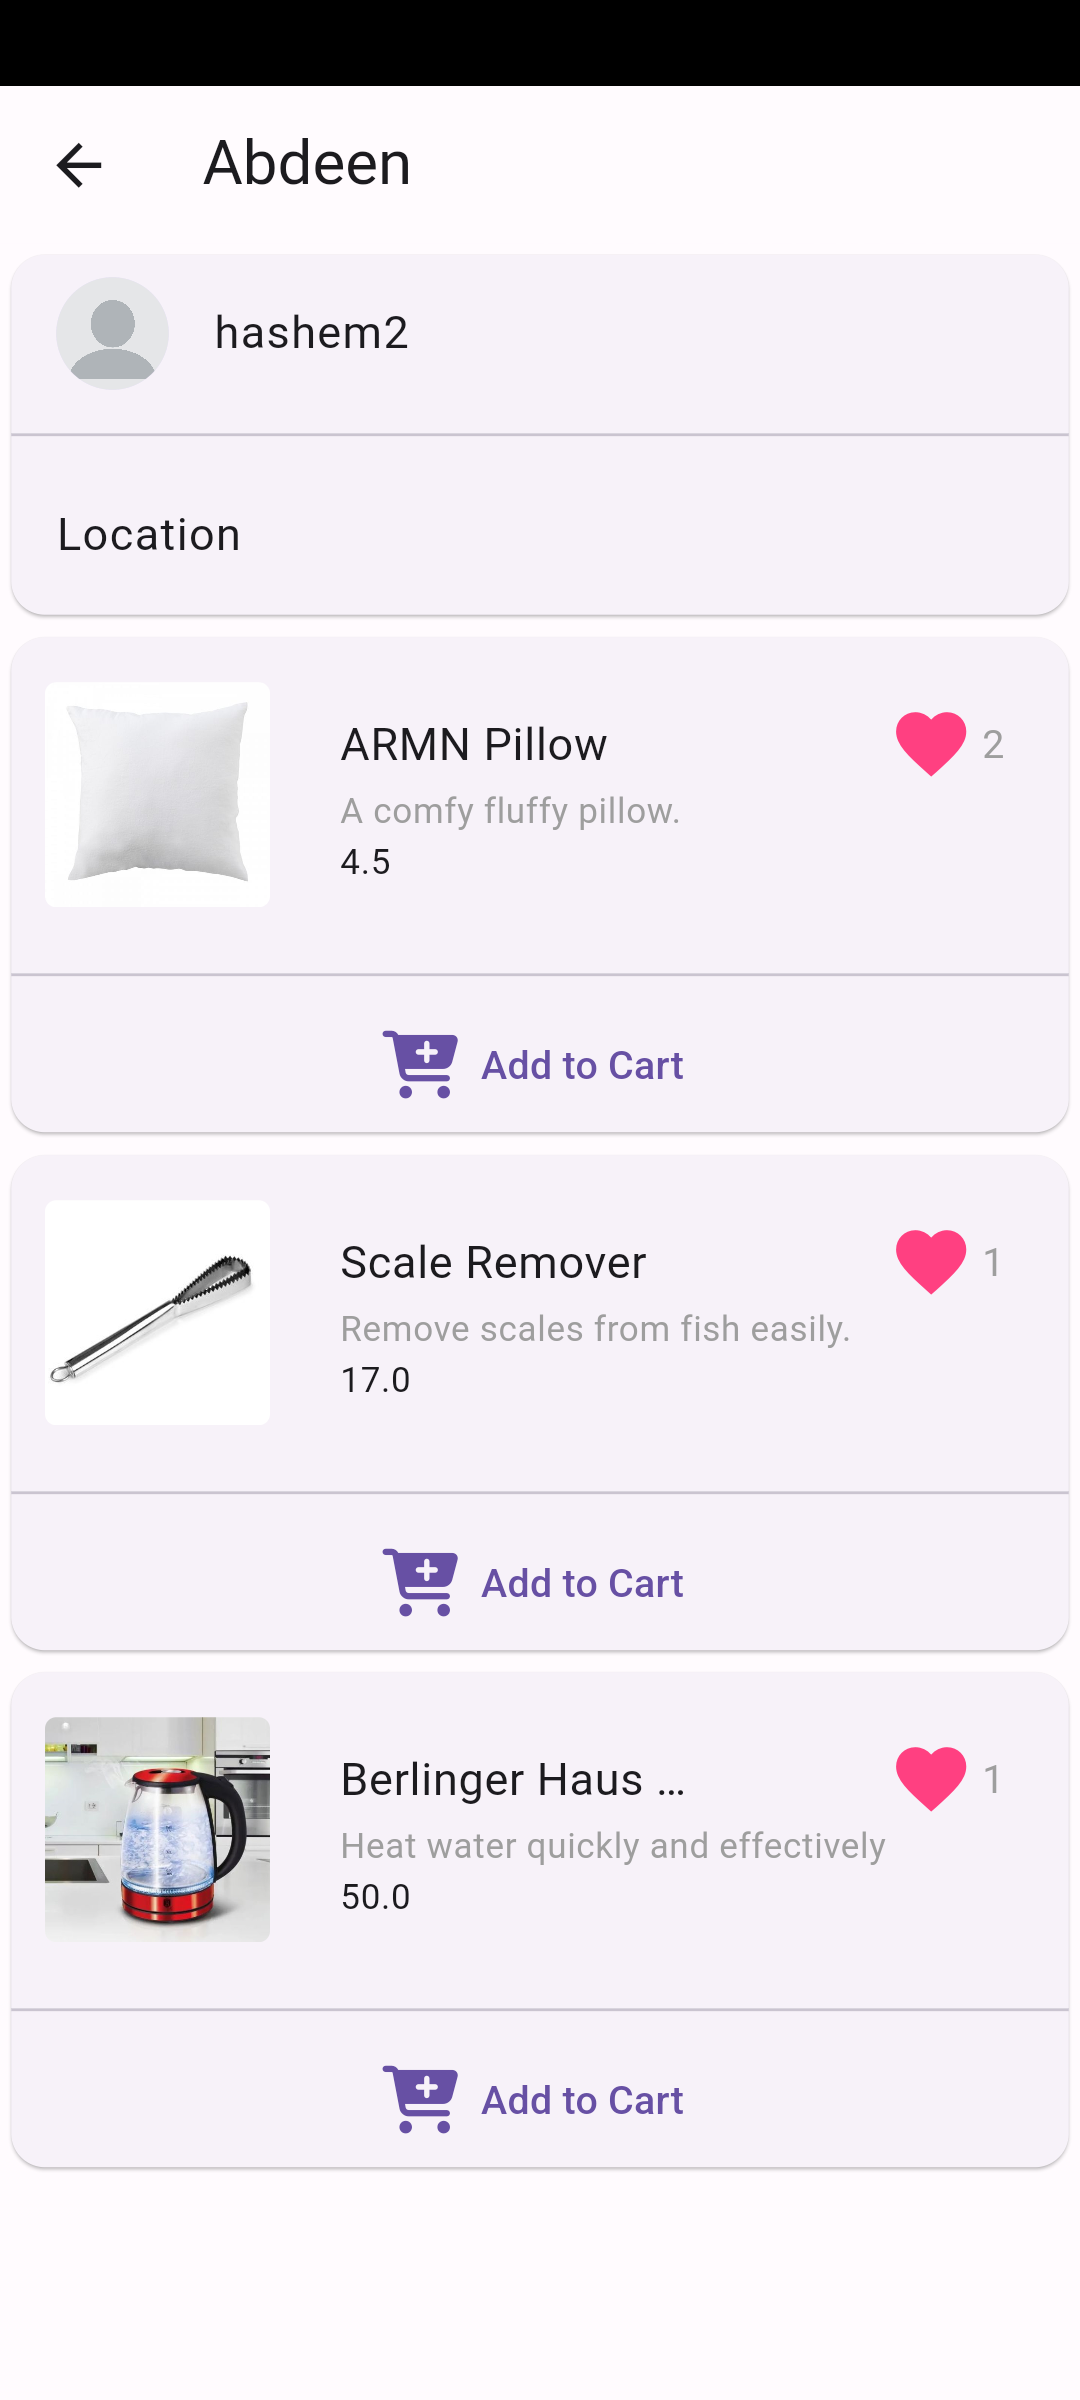 Abdeen
hashem2
Location
ARMN Pillow
2
A comfy fluffy pillow.
4.5
Add to Cart
Scale Remover
1
Remove scales from fish easily.
17.0
Add to Cart
Berlinger Haus ...
1
Heat water quickly and effectively
50.0
Add to Cart